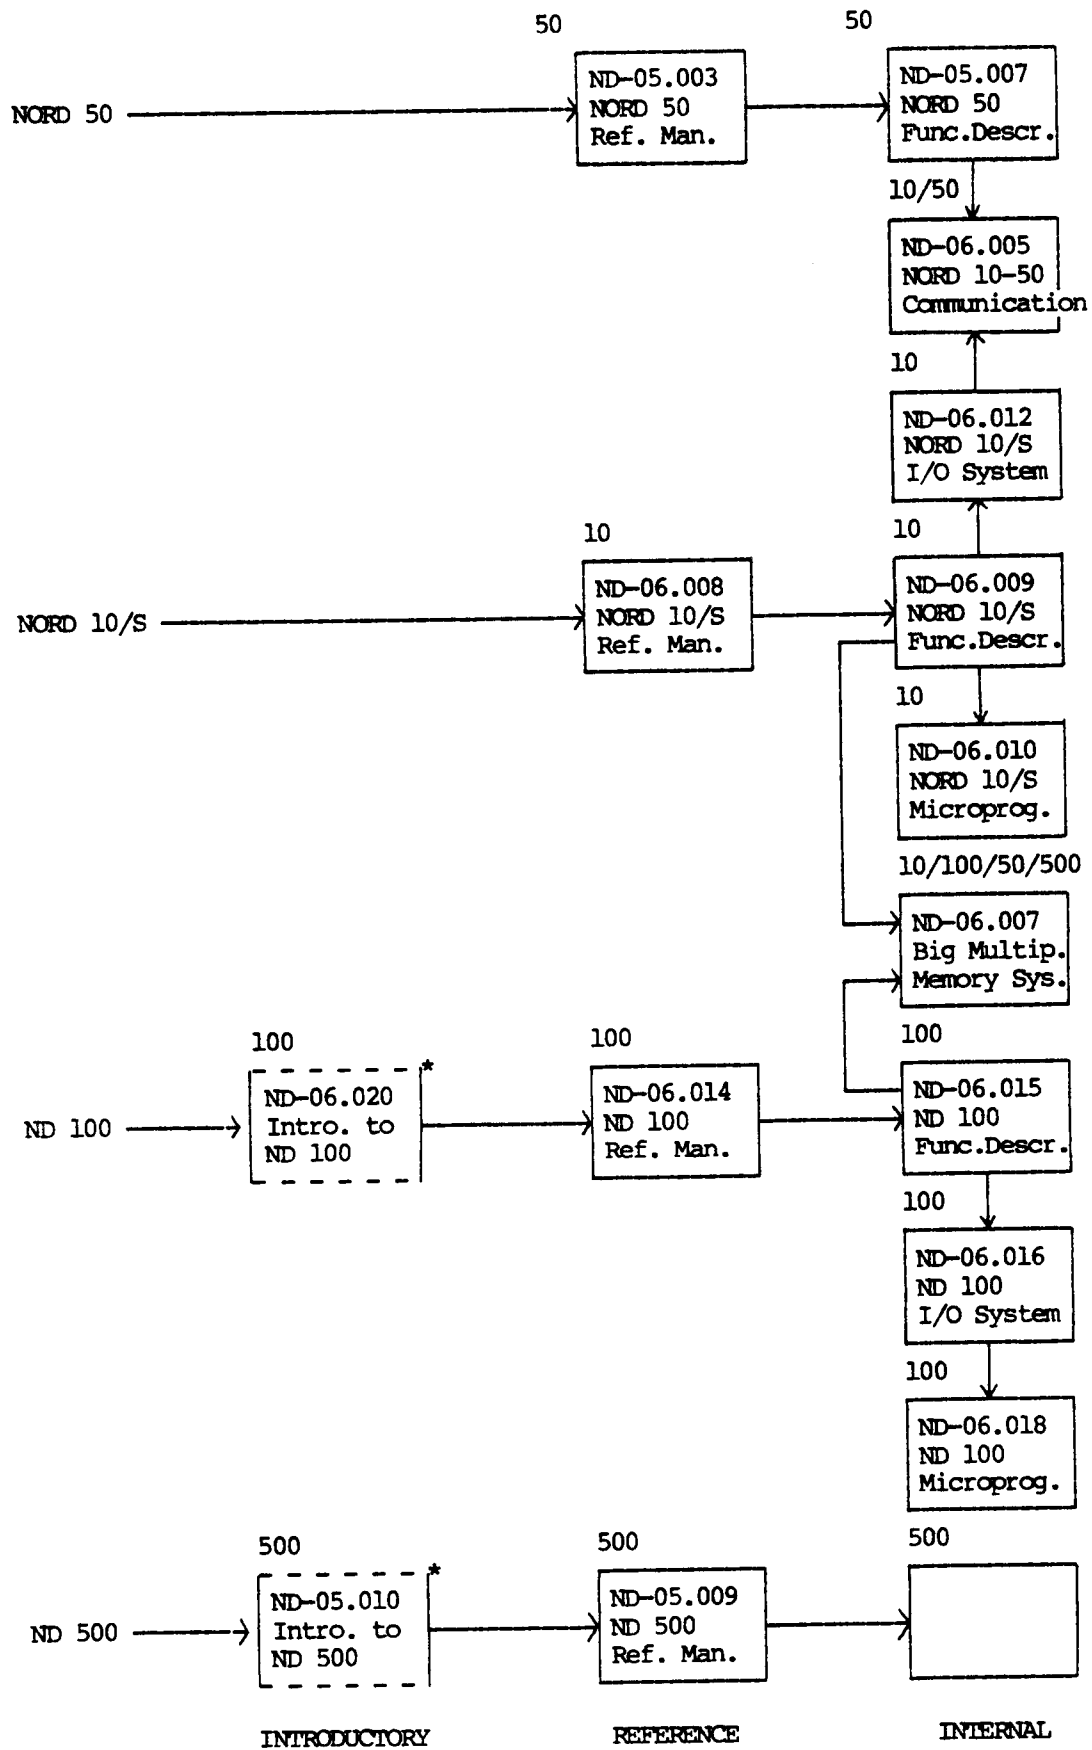 50
50
NORD 50
ND-05.003
NORD 50
Ref. Man.
ND-05.007
NORD 50
Func.Descr.
10/50
ND-06.005
NORD 10-50
Communication
10
ND-06.012
NORD 10/S
I/O System
10
10
NORD 10/S
ND-06.008
NORD 10/S
Ref. Man.
ND-06.009
NORD 10/S
Func.Descr.
10
ND-06.010
NORD 10/S
Microprog.
10/100/50/500
ND-06.007
Big Multip.
Memory Sys.
100
100
100
ND 100
ND-06.020
Intro. to
ND 100
*
ND-06.014
ND 100
Ref. Man.
ND-06.015
ND 100
Func.Descr.
100
ND-06.016
ND 100
I/O System
100
ND-06.018
ND 100
Microprog.
500
500
500
ND 500
ND-05.010
Intro. to
ND 500
*
ND-05.009
ND 500
Ref. Man.
INTRODUCTORY
REFERENCE
INTERNAL